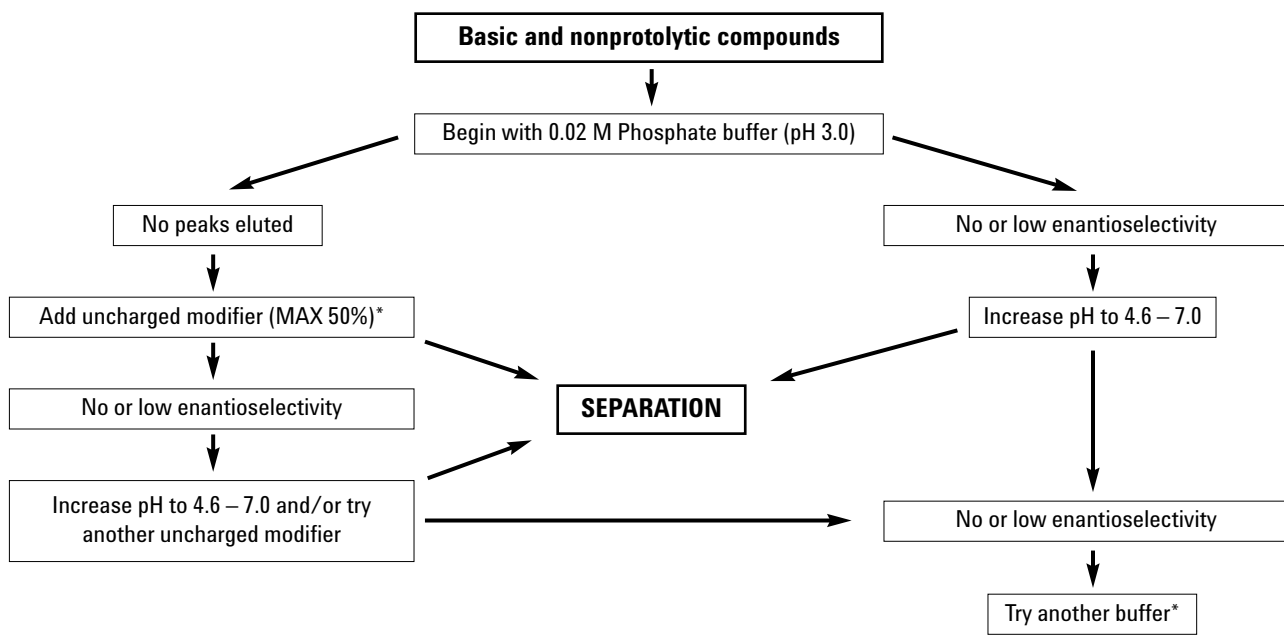 Basic and nonprotolytic compounds
Begin with 0.02 M Phosphate buffer (pH 3.0)
No peaks eluted
No or low enantioselectivity
Add uncharged modifier (MAX 50%)*
Increase pH to 4.6 – 7.0
No or low enantioselectivity
SEPARATION
Increase pH to 4.6 – 7.0 and/or try
another uncharged modifier
No or low enantioselectivity
Try another buffer*